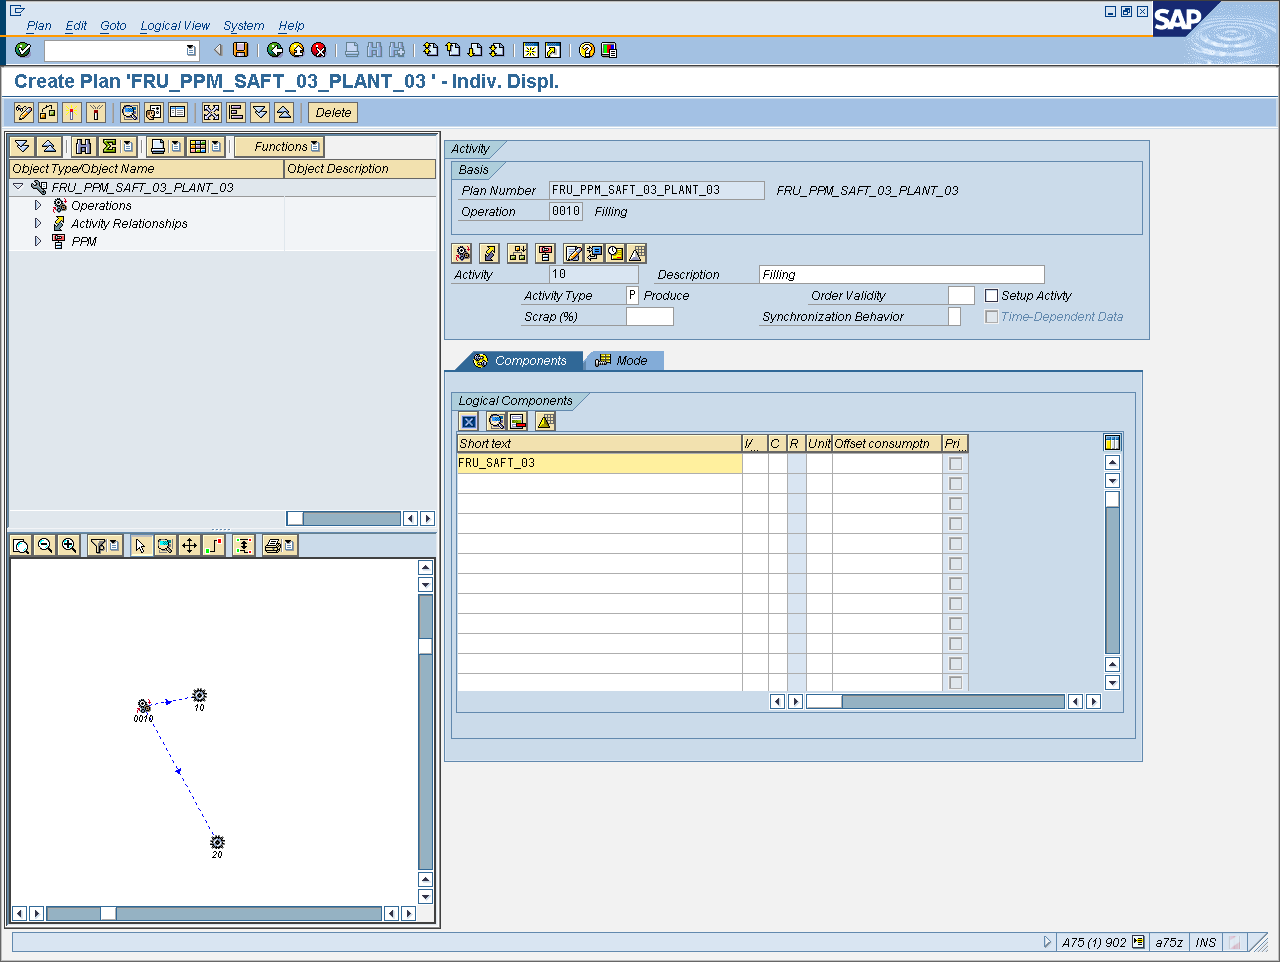 Plan Edit Goto Logical View System Help
SAP
Create Plan 'FRU_PPM_SAFT_03_PLANT_03 ' - Indiv. Displ.
Delete
Functions
Object Type/Object Name Object Description
FRU_PPM_SAFT_03_PLANT_03
Operations
Activity Relationships
PPM
0010
10
20
Activity
Basis
Plan Number FRU_PPM_SAFT_03_PLANT_03 FRU_PPM_SAFT_03_PLANT_03
Operation 0010 Filling
Activity 10 Description Filling
Activity Type P Produce Order Validity Setup Activty
Scrap (%) Synchronization Behavior Time-Dependent Data
Components Mode
Logical Components
Short text I/... C R Unit Offset consumptn Pri...
FRU_SAFT_03
A75 (1) 902 a75z INS